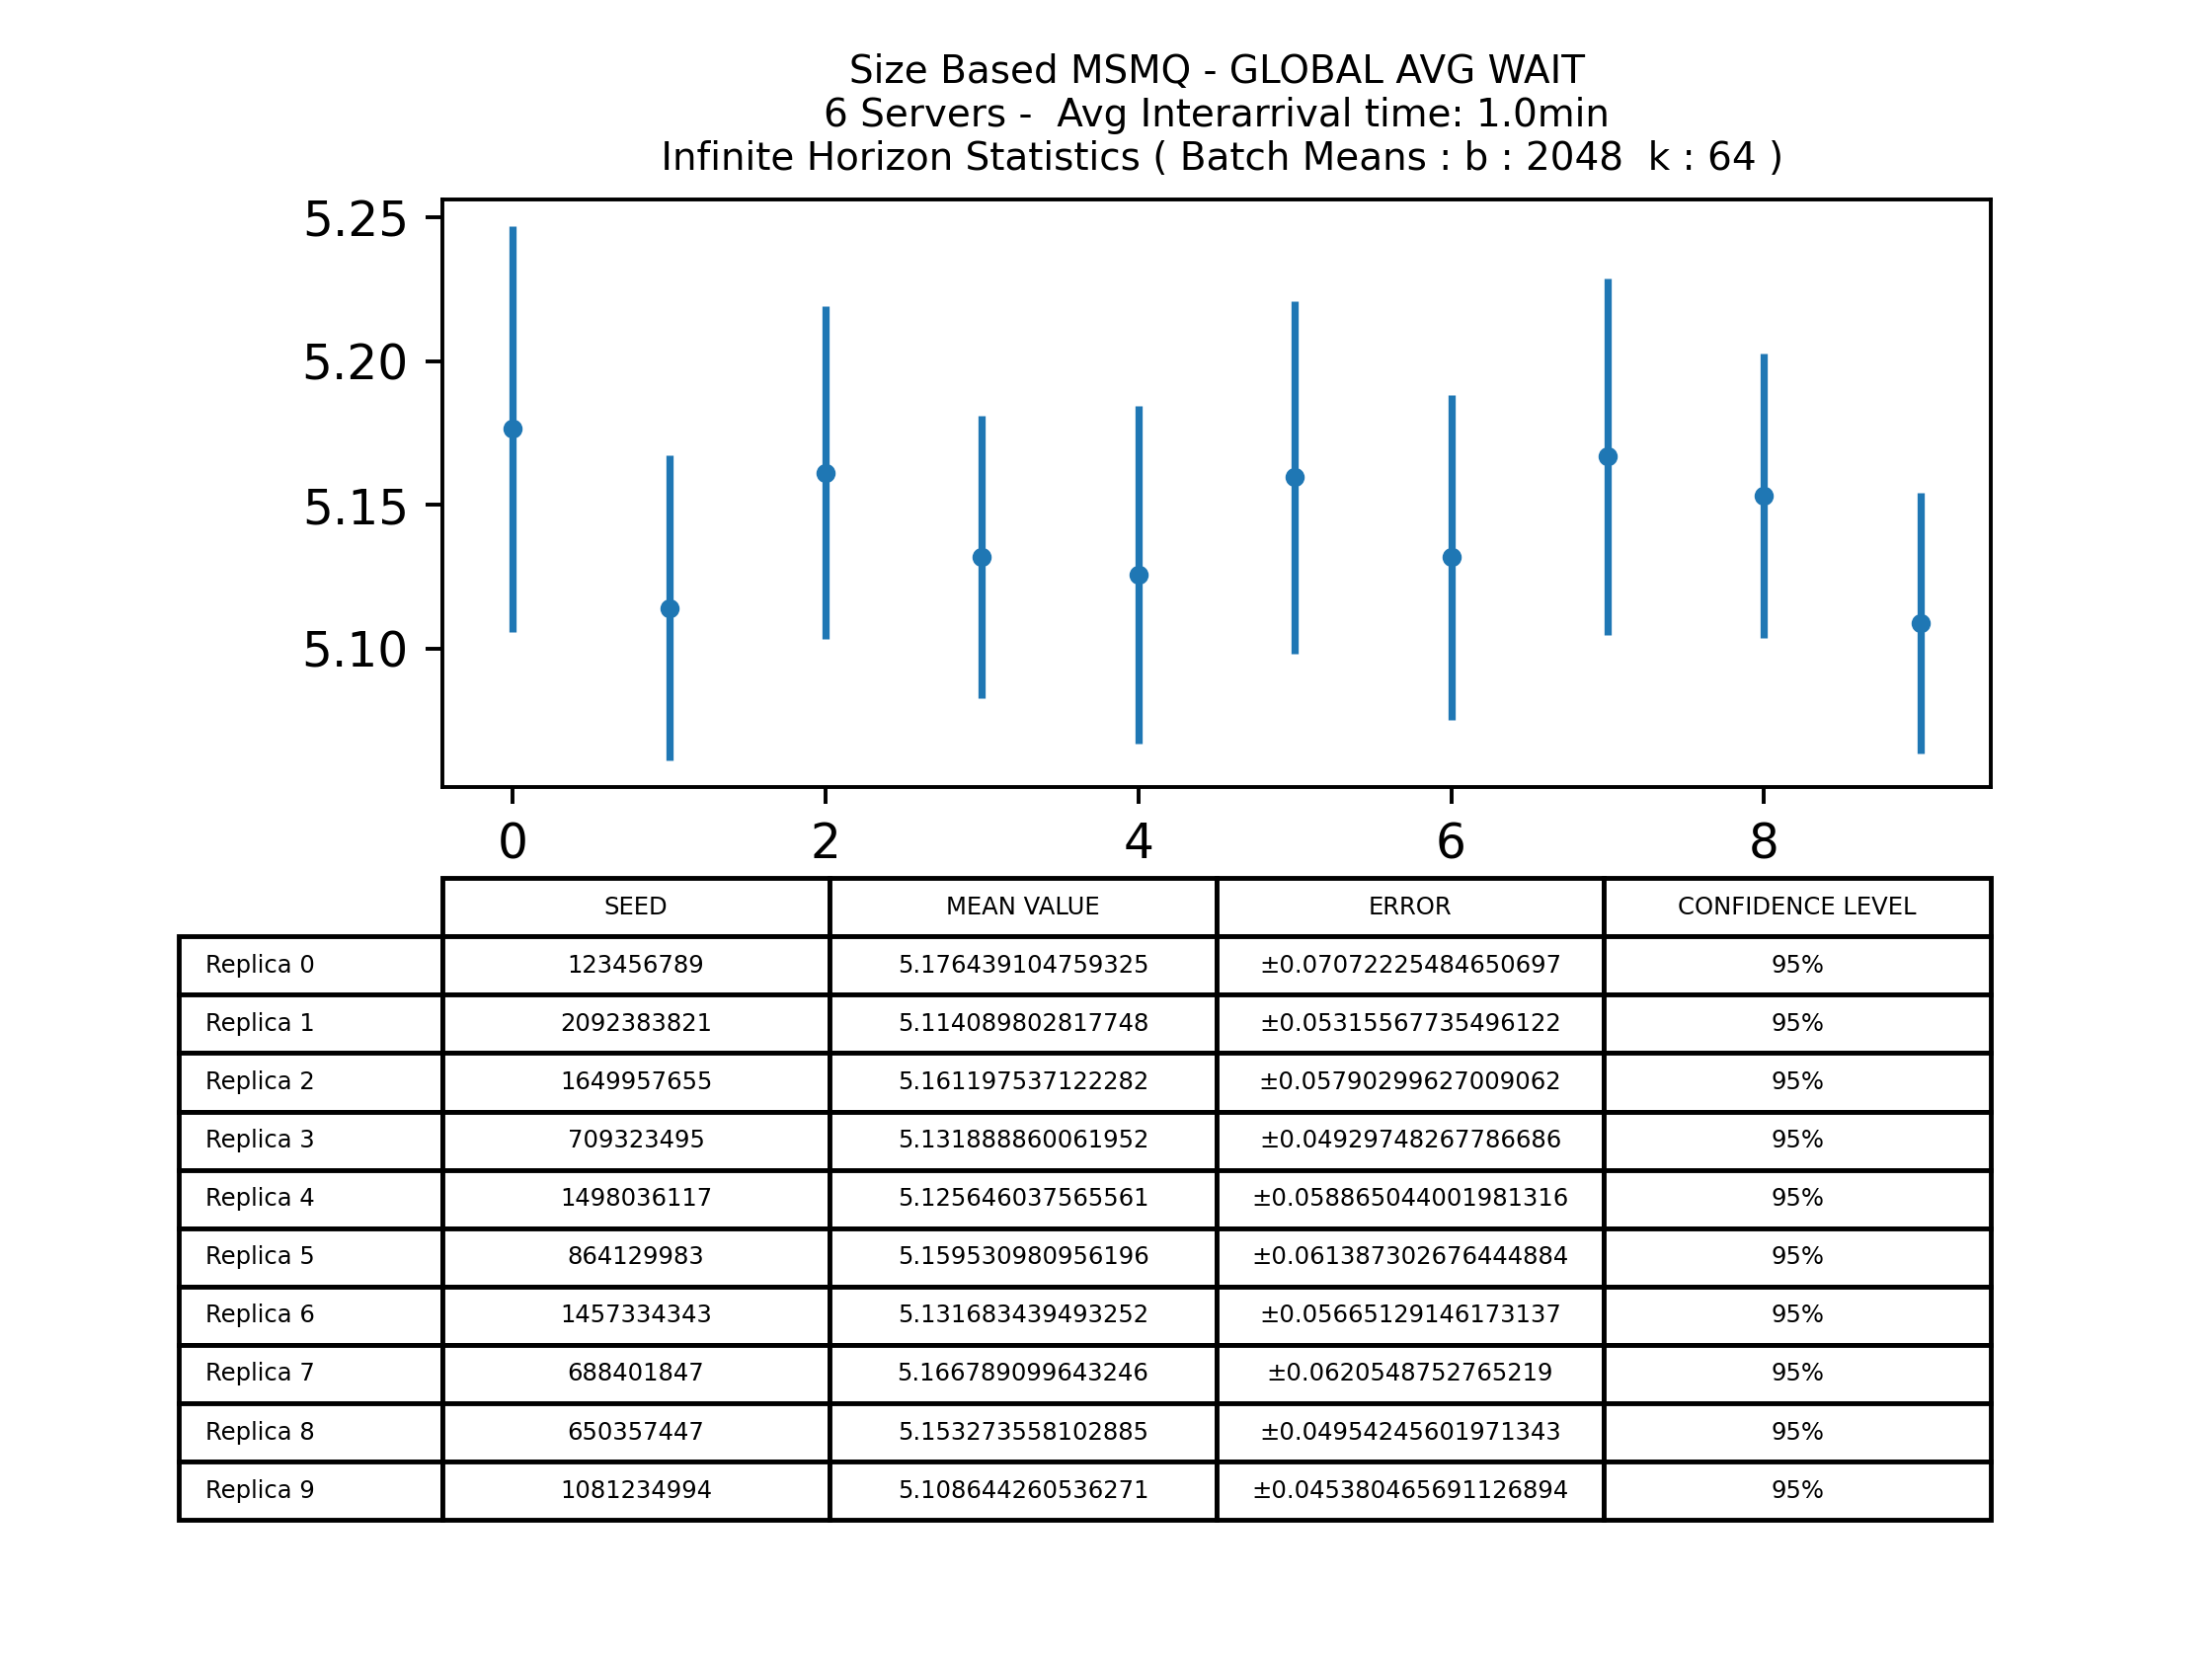 Size Based MSMQ - GLOBAL AVG WAIT
6 Servers -  Avg Interarrival time: 1.0min
Infinite Horizon Statistics ( Batch Means : b : 2048  k : 64 )
5.25
5.20
5.15
5.10
0 2 4 6 8
SEED MEAN VALUE ERROR CONFIDENCE LEVEL
Replica 0 123456789 5.176439104759325 ±0.07072225484650697 95%
Replica 1 2092383821 5.114089802817748 ±0.05315567735496122 95%
Replica 2 1649957655 5.161197537122282 ±0.05790299627009062 95%
Replica 3 709323495 5.131888860061952 ±0.04929748267786686 95%
Replica 4 1498036117 5.125646037565561 ±0.058865044001981316 95%
Replica 5 864129983 5.159530980956196 ±0.061387302676444884 95%
Replica 6 1457334343 5.131683439493252 ±0.05665129146173137 95%
Replica 7 688401847 5.166789099643246 ±0.0620548752765219 95%
Replica 8 650357447 5.153273558102885 ±0.04954245601971343 95%
Replica 9 1081234994 5.108644260536271 ±0.045380465691126894 95%